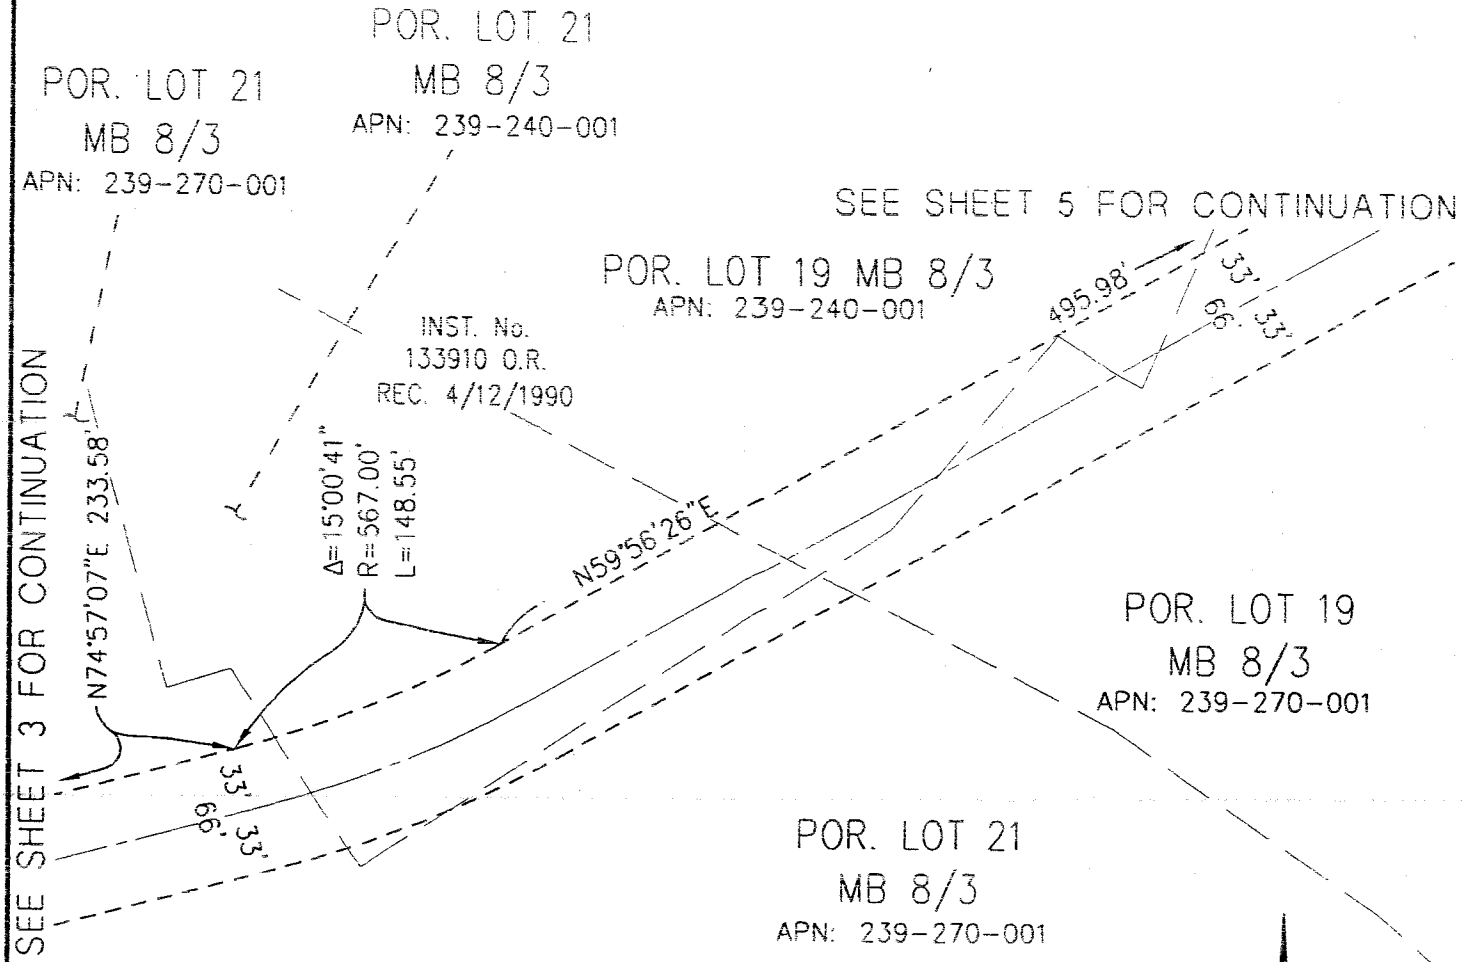 POR. LOT 21
MB 8/3
APN: 239-240-001
POR. LOT 21
MB 8/3
APN: 239-270-001
SEE SHEET 5 FOR CONTINUATION
POR. LOT 19 MB 8/3
APN: 239-240-001
495.98'
33'
66'
33'
INST. No.
133910 O.R.
REC. 4/12/1990
SEE SHEET 3 FOR CONTINUATION
N74°57'07"E 233.58'
Δ=15°00'41"
R=567.00'
L=148.55'
N59°56'26"E
POR. LOT 19
MB 8/3
APN: 239-270-001
33'
66'
33'
POR. LOT 21
MB 8/3
APN: 239-270-001